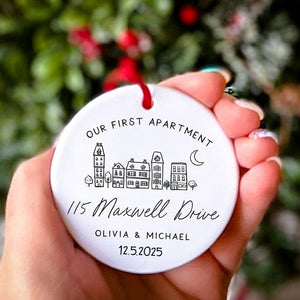 OUR FIRST APARTMENT
115 Maxwell Drive
OLIVIA & MICHAEL
12.5.2025